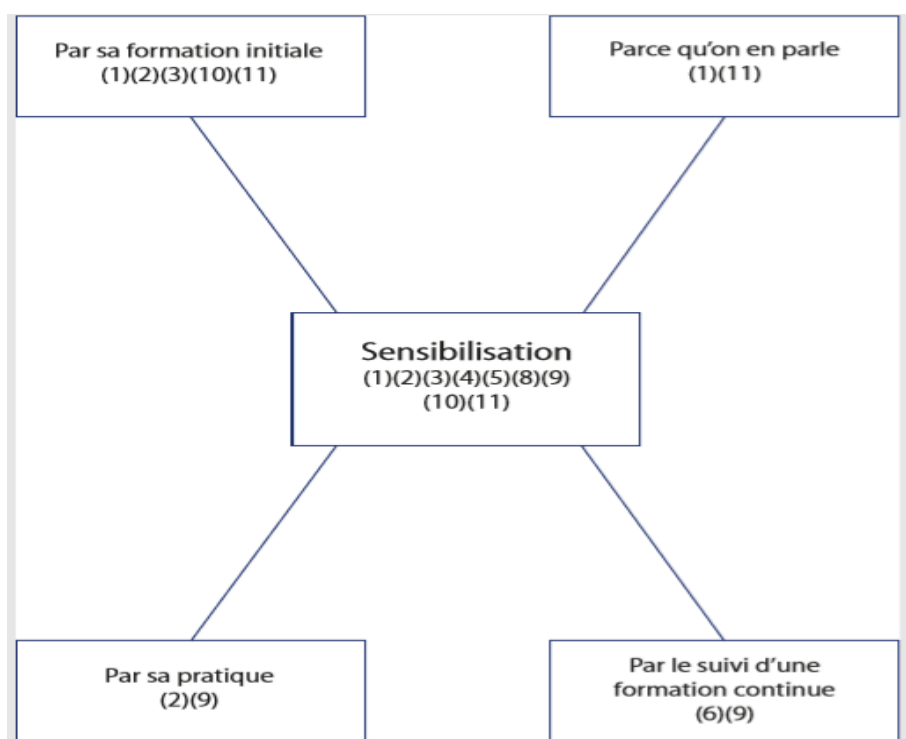 Par sa formation initiale
(1)(2)(3)(10)(11)
Parce qu'on en parle
(1)(11)
Sensibilisation
(1)(2)(3)(4)(5)(8)(9)
(10)(11)
Par sa pratique
(2)(9)
Par le suivi d'une
formation continue
(6)(9)